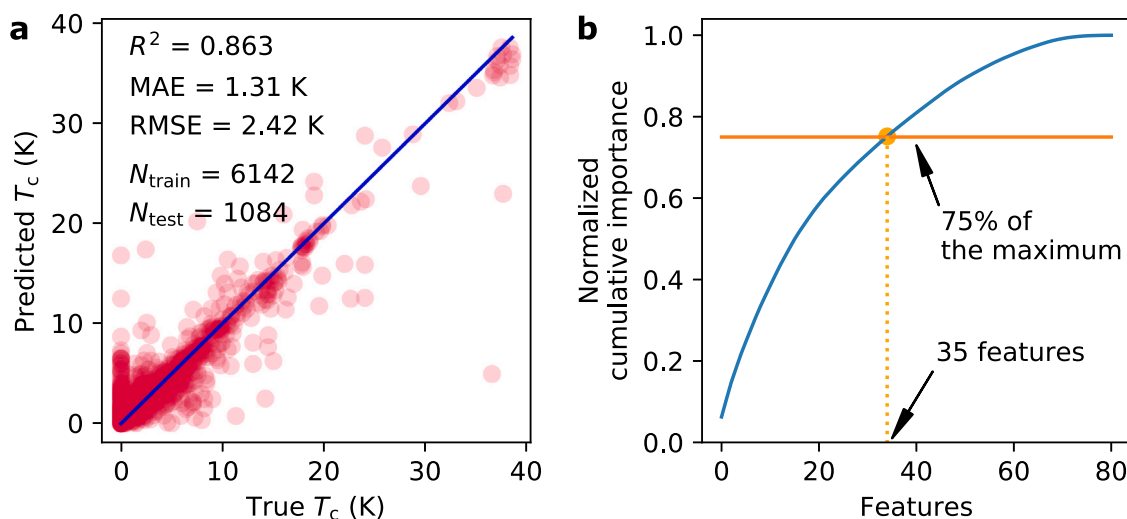 a
R² = 0.863
MAE = 1.31 K
RMSE = 2.42 K
N_train = 6142
N_test = 1084
Predicted T_c (K)
40
30
20
10
0
0 10 20 30 40
True T_c (K)
b
Normalized
cumulative importance
1.0
0.8
0.6
0.4
0.2
0.0
75% of
the maximum
35 features
0 20 40 60 80
Features